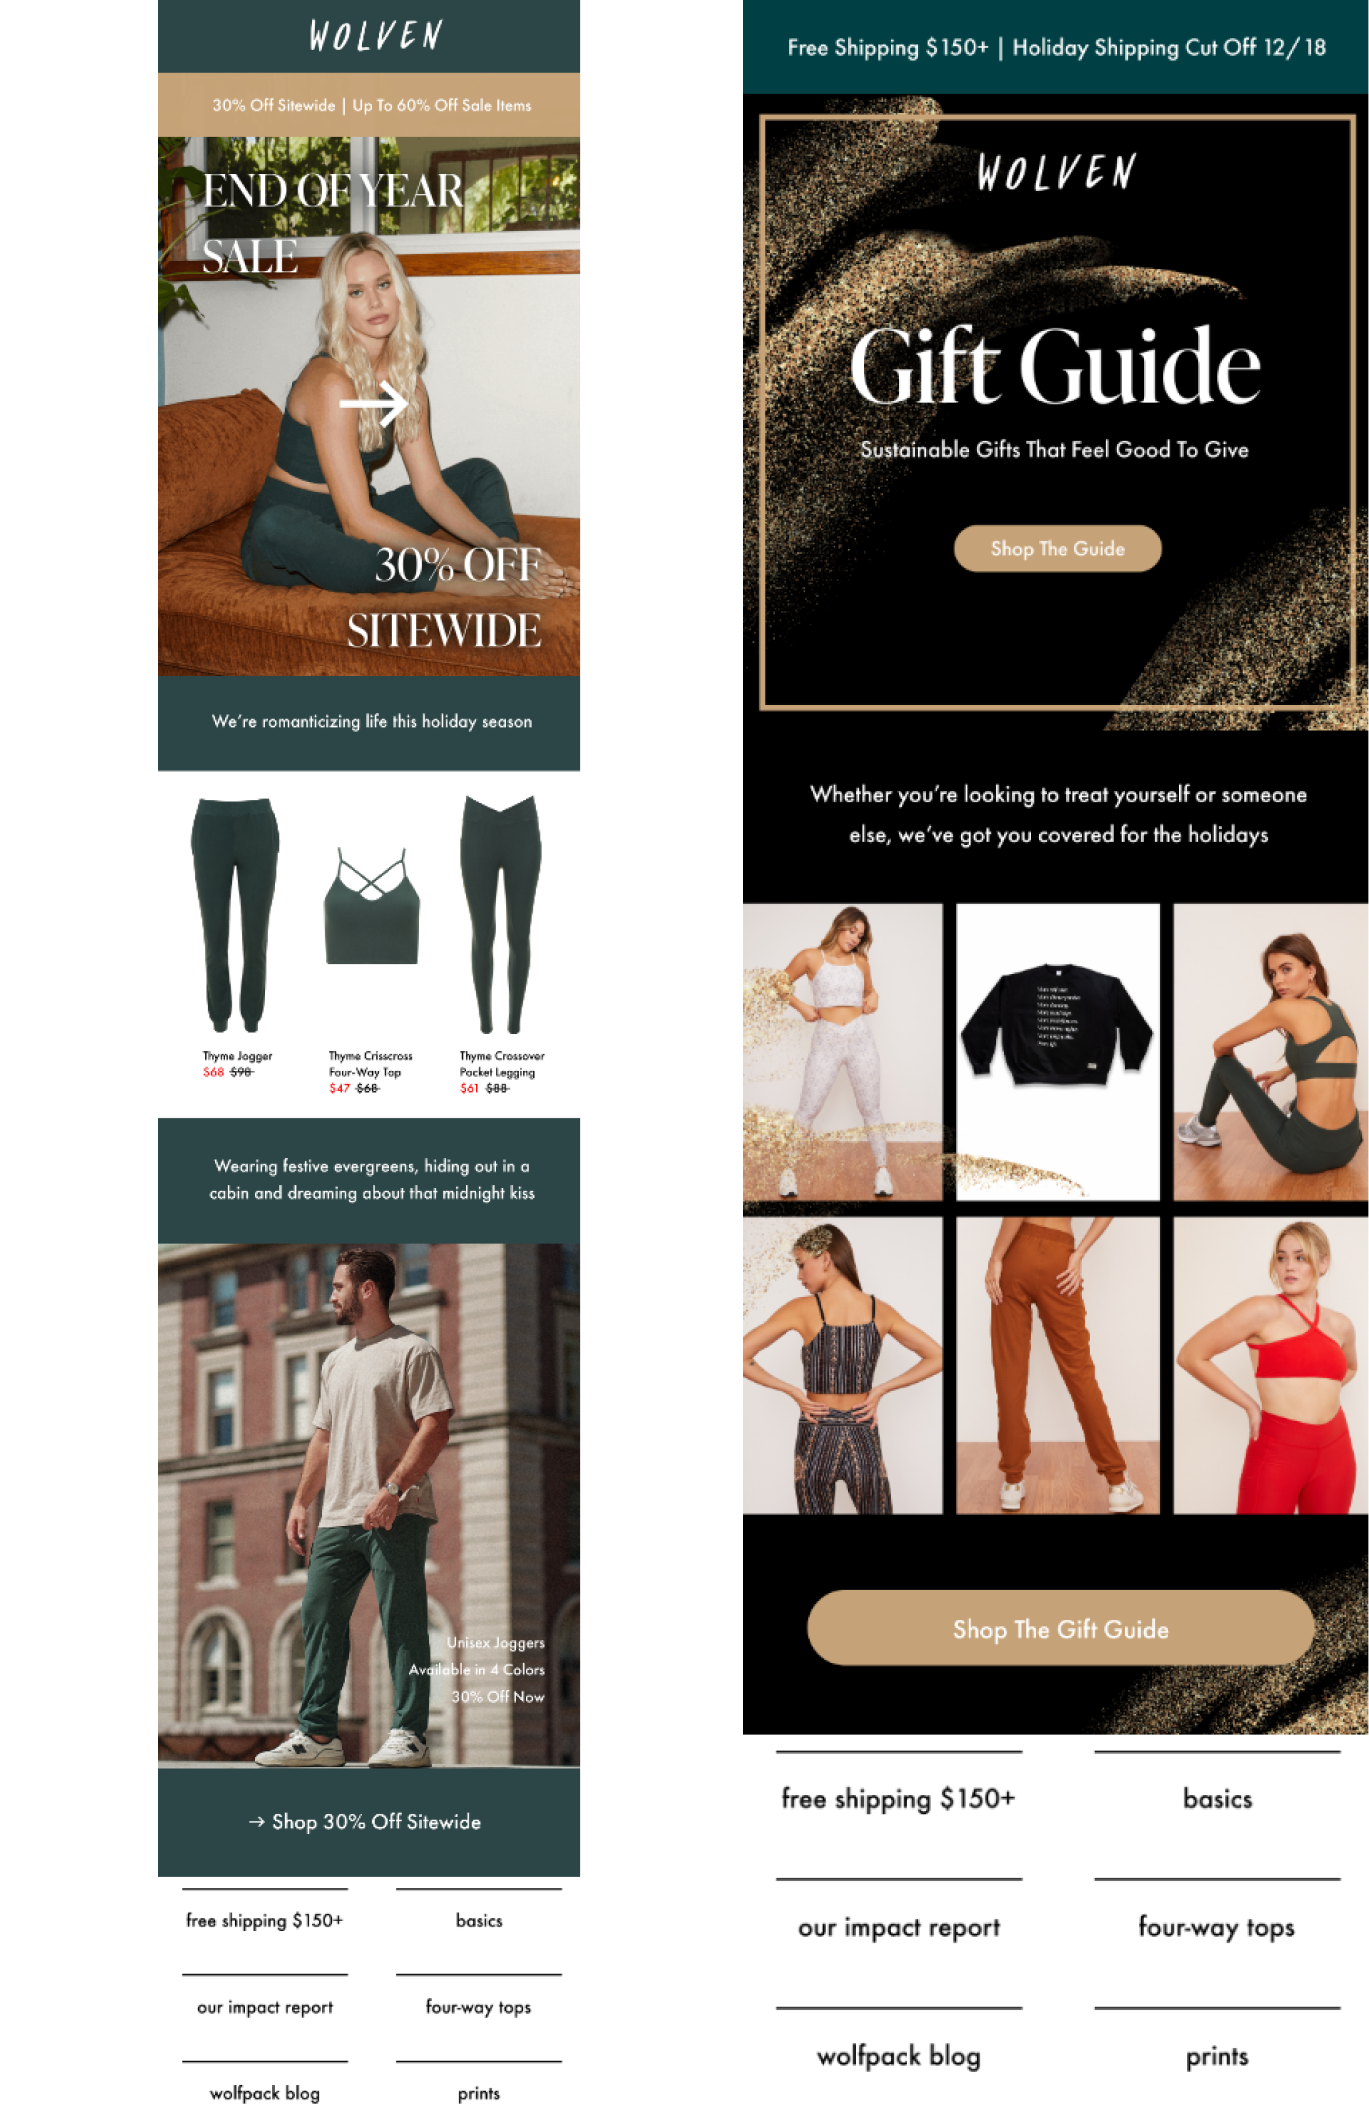 WOLVEN
30% Off Sitewide | Up To 60% Off Sale Items
END OF YEAR
SALE
30% OFF
SITEWIDE
We're romanticizing life this holiday season
Thyme Jogger
$68 $98
Thyme Crisscross
Four-Way Top
$47 $68
Thyme Crossover
Pocket Legging
$61 $88
Wearing festive evergreens, hiding out in a
cabin and dreaming about that midnight kiss
Unisex Joggers
Available in 4 Colors
30% Off Now
→ Shop 30% Off Sitewide
free shipping $150+
basics
our impact report
four-way tops
wolfpack blog
prints
Free Shipping $150+ | Holiday Shipping Cut Off 12/18
WOLVEN
Gift Guide
Sustainable Gifts That Feel Good To Give
Shop The Guide
Whether you're looking to treat yourself or someone
else, we've got you covered for the holidays
Shop The Gift Guide
free shipping $150+
basics
our impact report
four-way tops
wolfpack blog
prints